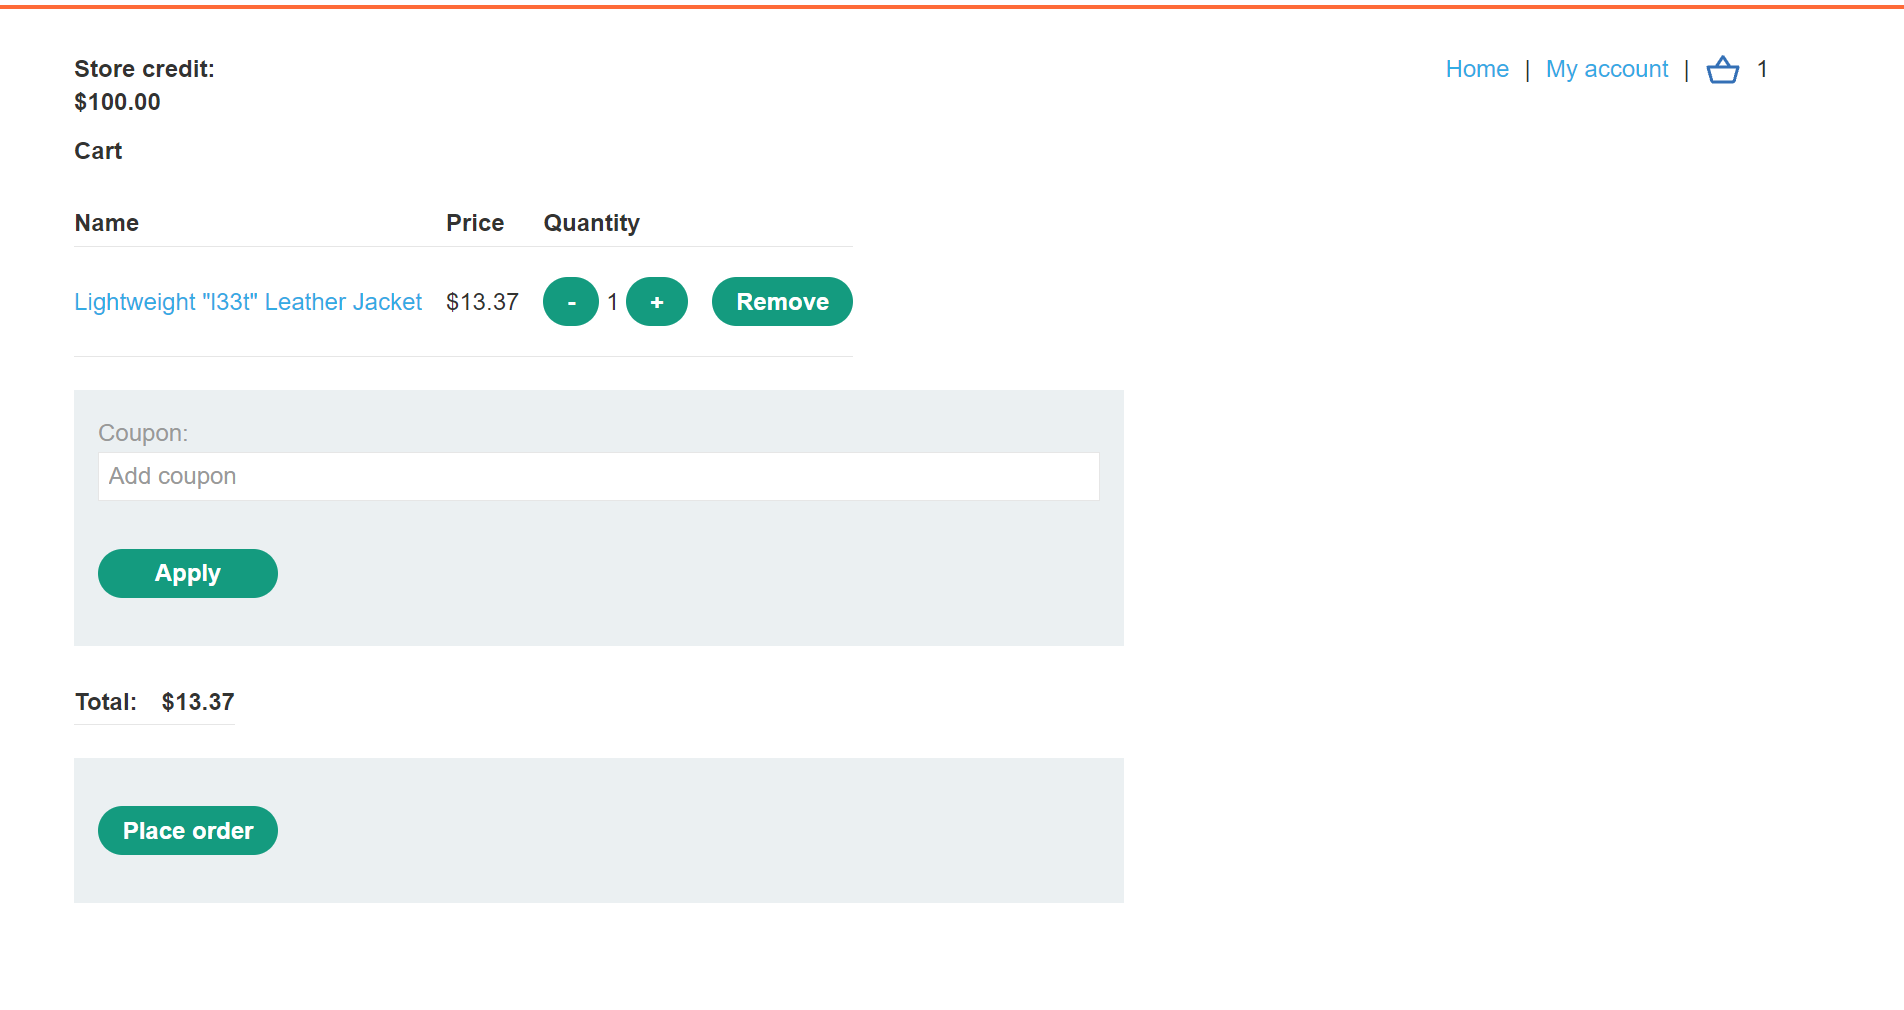 Store credit:
$100.00
Home | My account | 1
Cart
Name Price Quantity
Lightweight "l33t" Leather Jacket $13.37 - 1 + Remove
Coupon:
Add coupon
Apply
Total: $13.37
Place order